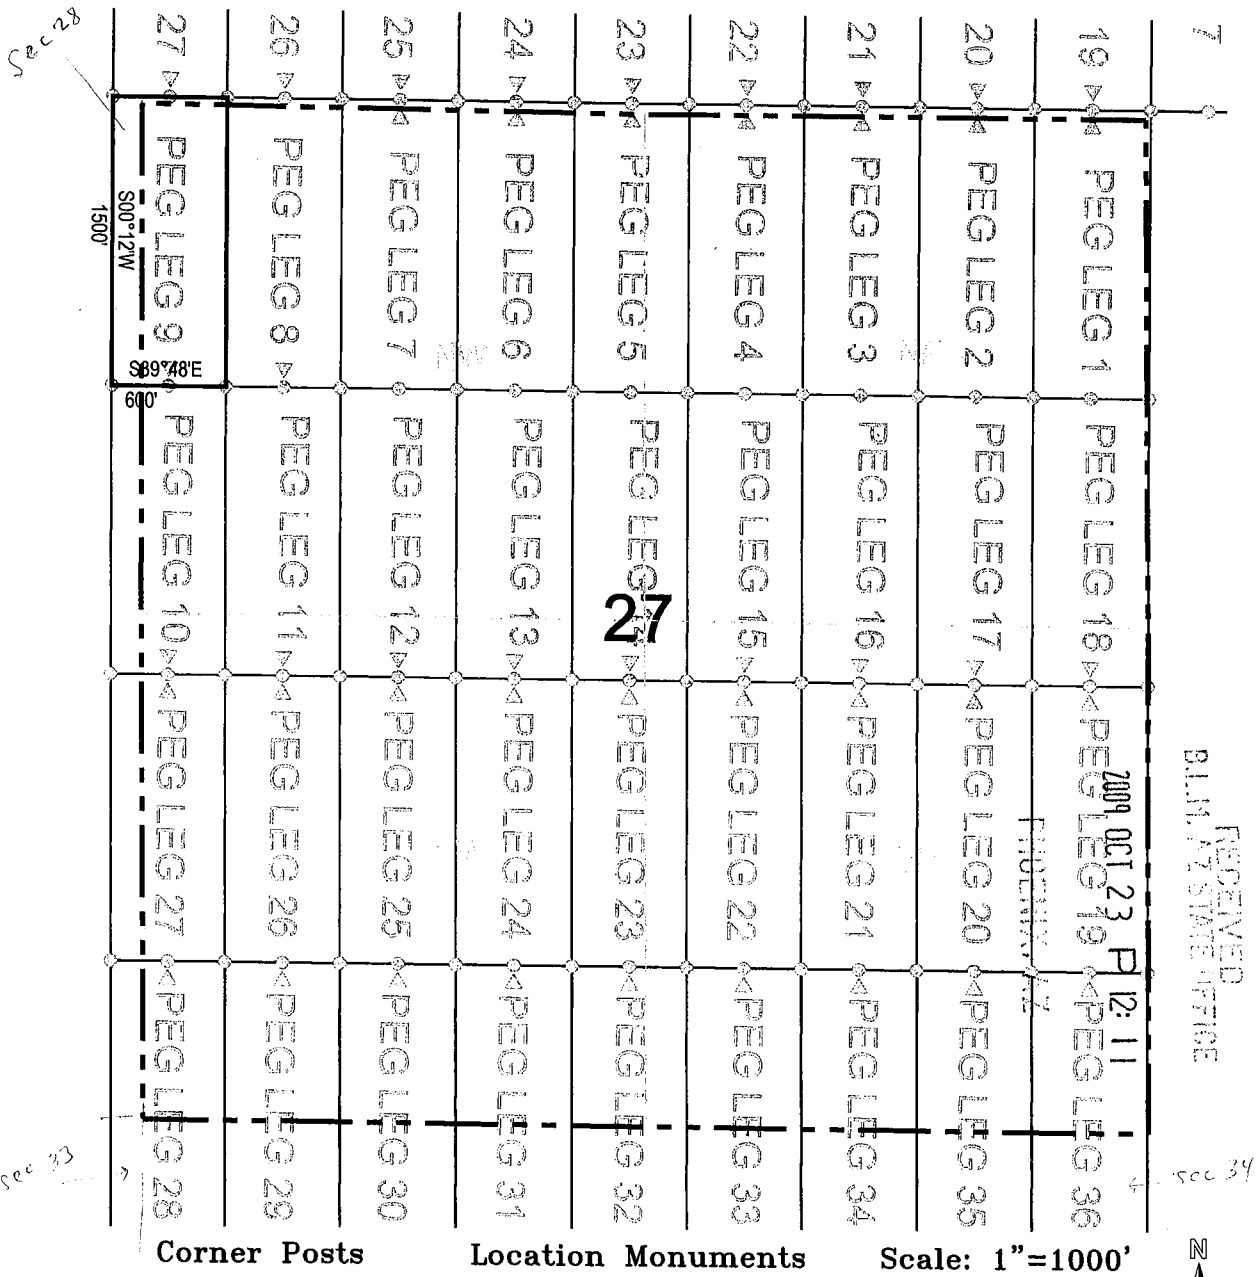 Sec 28
27
26
25
24
23
22
21
20
19
7
PEG LEG 9
PEG LEG 8
PEG LEG 7
PEG LEG 6
PEG LEG 5
PEG LEG 4
PEG LEG 3
PEG LEG 2
PEG LEG 1
S00°12'W
1500'
S89°48'E
600'
PEG LEG 10
PEG LEG 11
PEG LEG 12
PEG LEG 13
PEG LEG 14
27
PEG LEG 15
PEG LEG 16
PEG LEG 17
PEG LEG 18
PEG LEG 27
PEG LEG 26
PEG LEG 25
PEG LEG 24
PEG LEG 23
PEG LEG 22
PEG LEG 21
PEG LEG 20
PEG LEG 19
RECEIVED
B.L.M. AZ STATE OFFICE
2009 OCT 23 P 12: 11
PHOENIX, AZ
PEG LEG 28
PEG LEG 29
PEG LEG 30
PEG LEG 31
PEG LEG 32
PEG LEG 33
PEG LEG 34
PEG LEG 35
PEG LEG 36
sec 33
sec 34
Corner Posts Location Monuments Scale: 1"=1000'
N